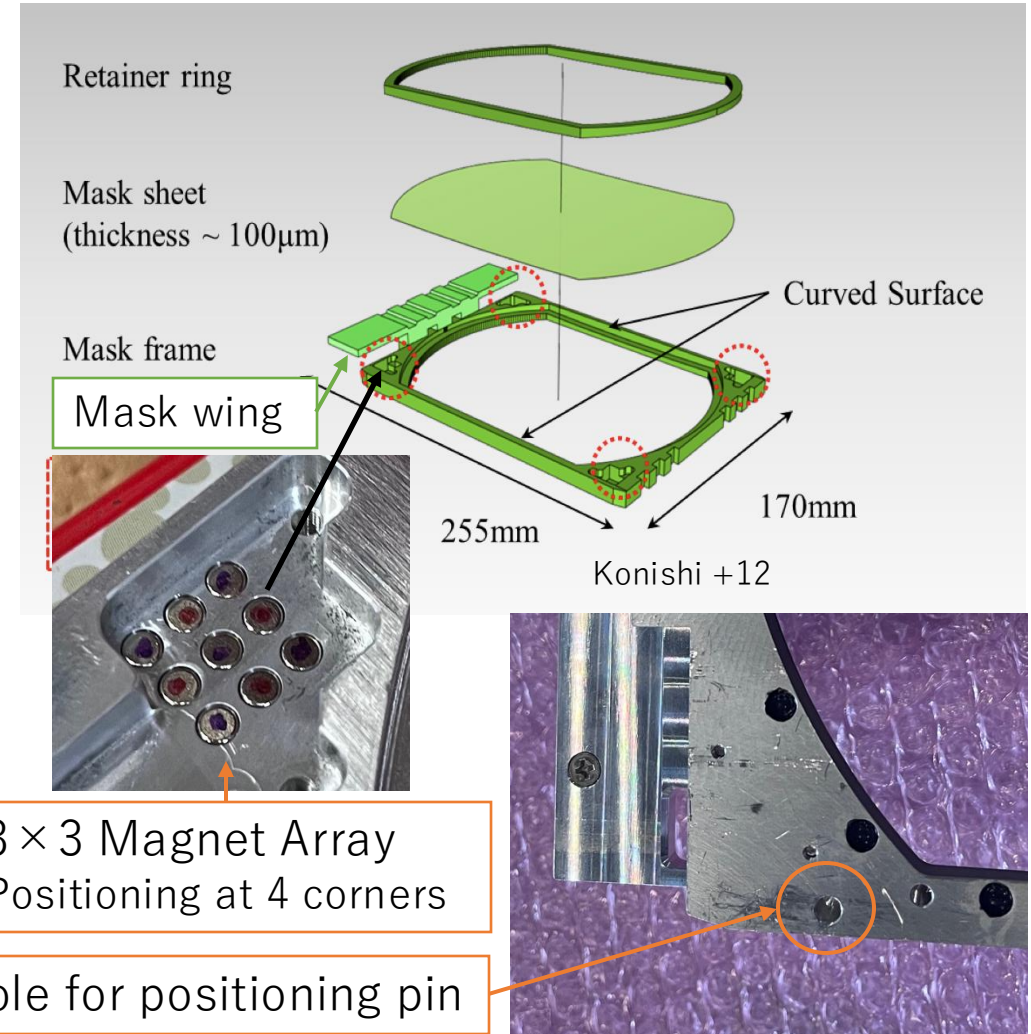 Retainer ring
Mask sheet
(thickness ~ 100μm)
Curved Surface
Mask frame
Mask wing
255mm
170mm
Konishi +12
3×3 Magnet Array
Positioning at 4 corners
ole for positioning pin